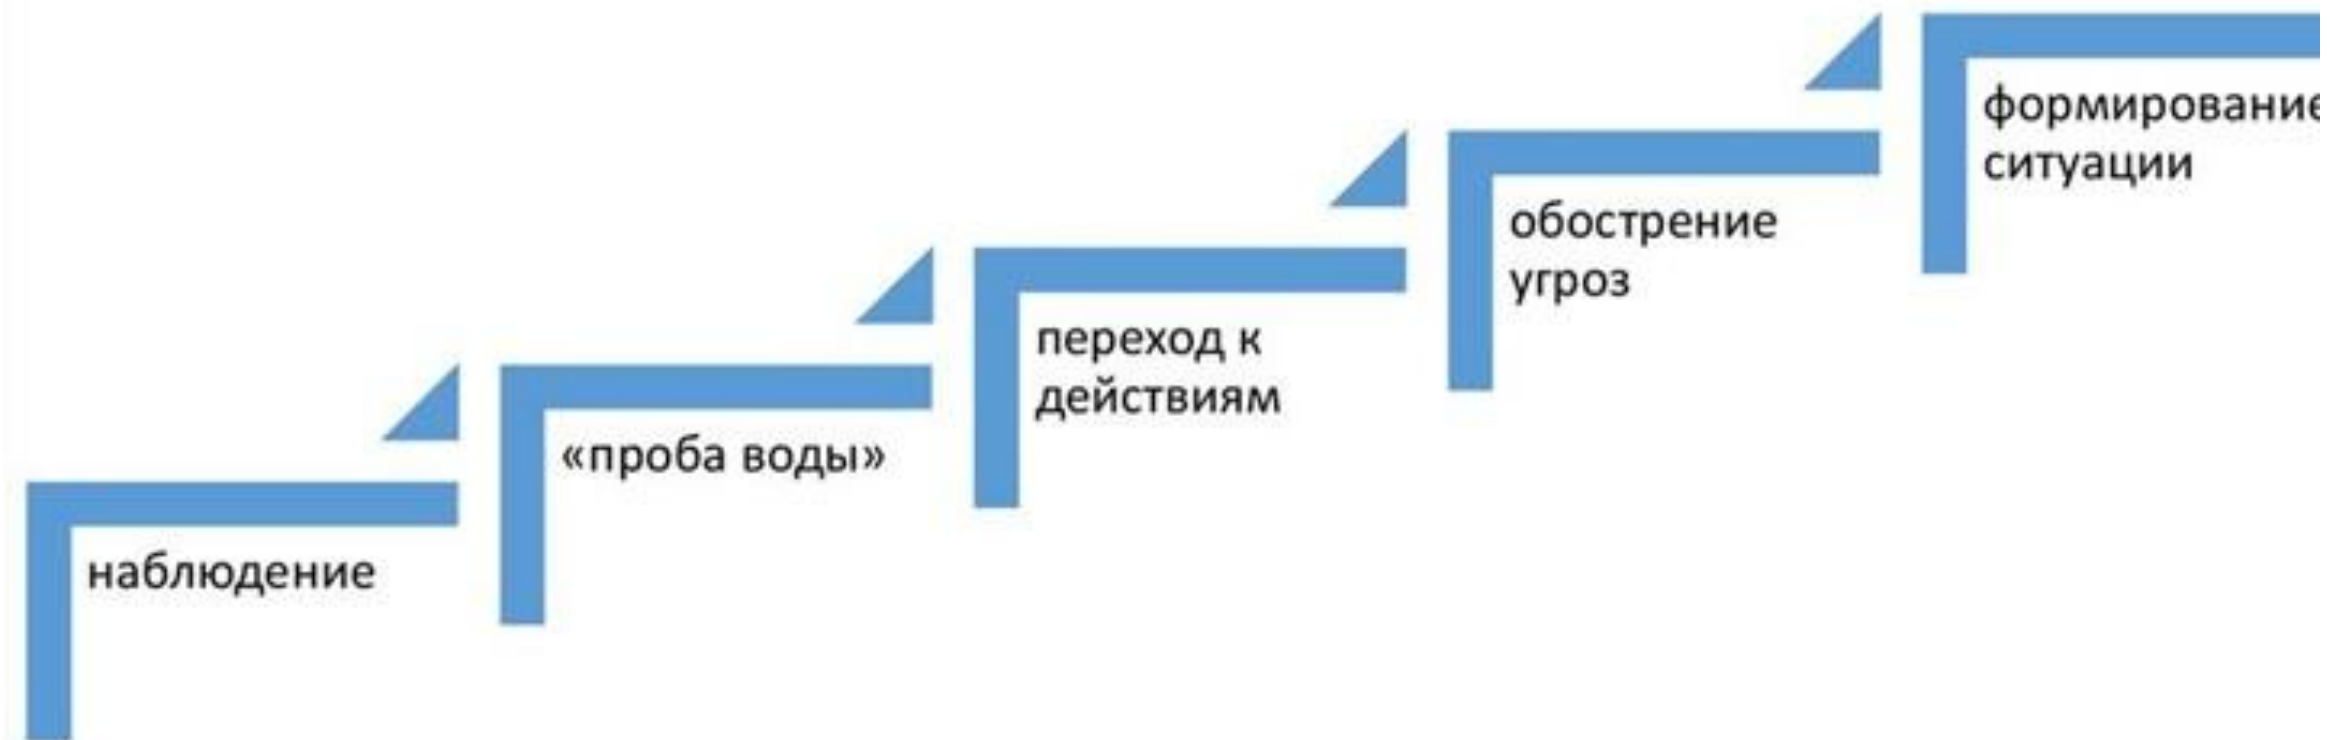 наблюдение
«проба воды»
переход к
действиям
обострение
угроз
формирование
ситуации